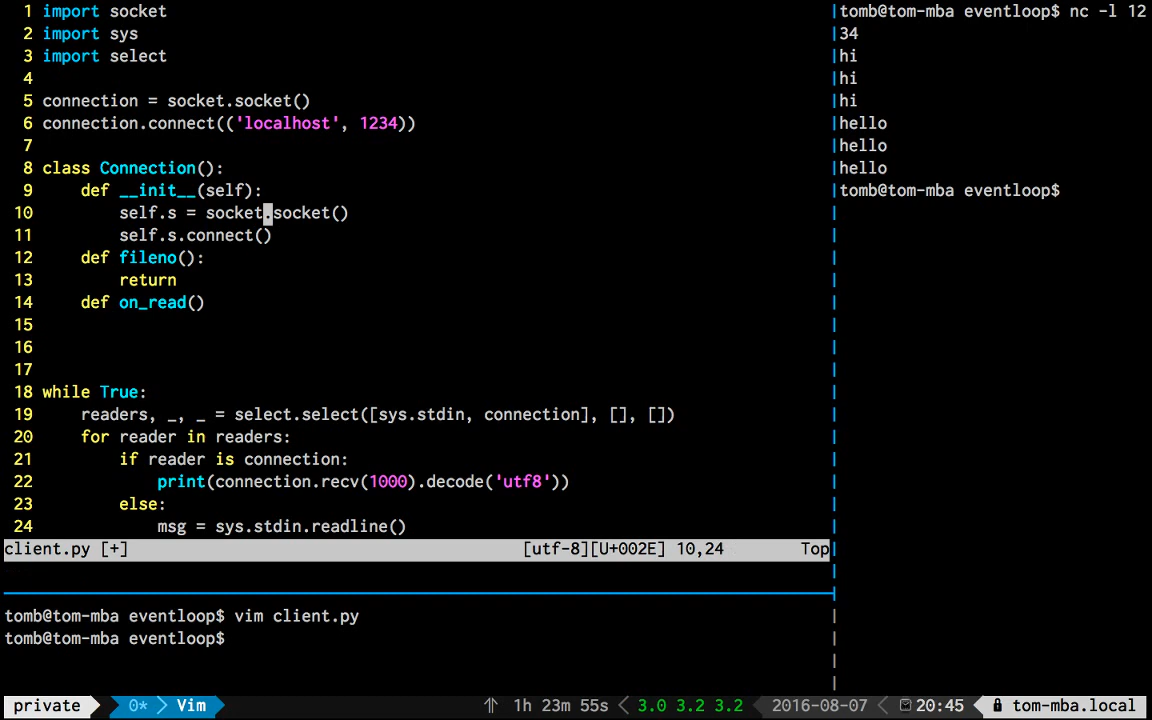 1 import socket
2 import sys
3 import select
4
5 connection = socket.socket()
6 connection.connect(('localhost', 1234))
7
8 class Connection():
9     def __init__(self):
10         self.s = socket.socket()
11         self.s.connect()
12     def fileno():
13         return
14     def on_read()
15
16
17
18 while True:
19     readers, _, _ = select.select([sys.stdin, connection], [], [])
20     for reader in readers:
21         if reader is connection:
22             print(connection.recv(1000).decode('utf8'))
23         else:
24             msg = sys.stdin.readline()
client.py [+] [utf-8][U+002E] 10,24 Top
tomb@tom-mba eventloop$ vim client.py
tomb@tom-mba eventloop$
tomb@tom-mba eventloop$ nc -l 12
34
hi
hi
hi
hello
hello
hello
tomb@tom-mba eventloop$
private 0* Vim 1h 23m 55s 3.0 3.2 3.2 2016-08-07 20:45 tom-mba.local